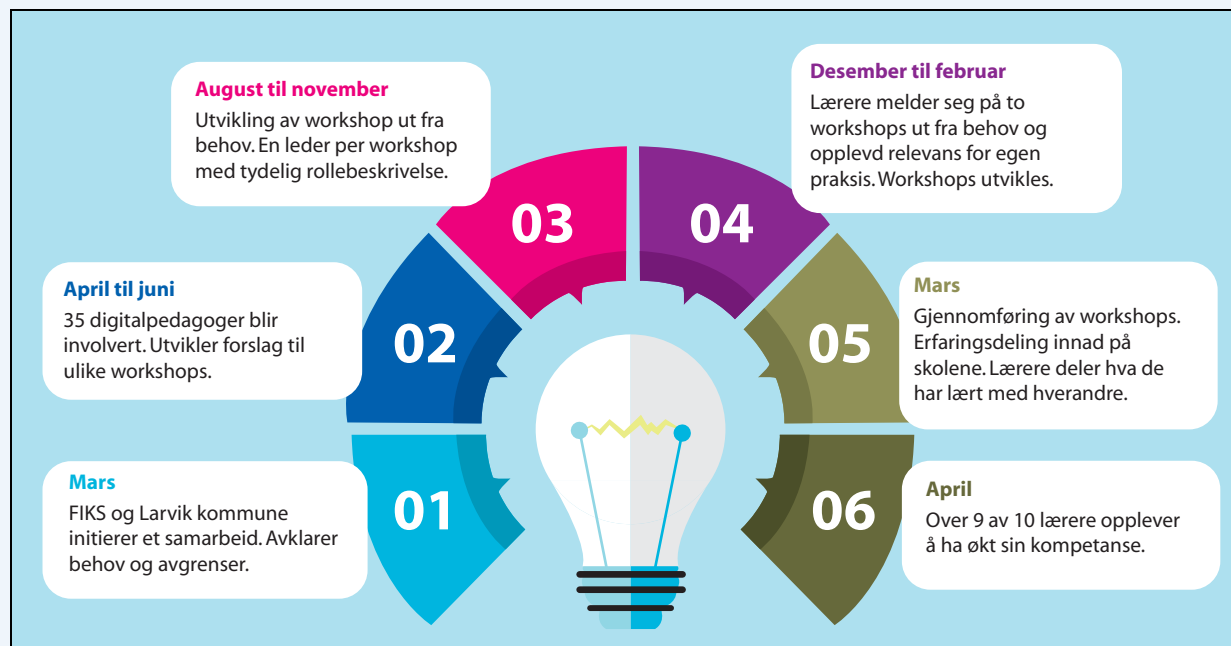 01
Mars
FIKS og Larvik kommune
initierer et samarbeid. Avklarer
behov og avgrenser.
02
April til juni
35 digitalpedagoger blir
involvert. Utvikler forslag til
ulike workshops.
03
August til november
Utvikling av workshop ut fra
behov. En leder per workshop
med tydelig rollebeskrivelse.
04
Desember til februar
Lærere melder seg på to
workshops ut fra behov og
opplevd relevans for egen
praksis. Workshops utvikles.
05
Mars
Gjennomføring av workshops.
Erfaringsdeling innad på
skolene. Lærere deler hva de
har lært med hverandre.
06
April
Over 9 av 10 lærere opplever
å ha økt sin kompetanse.